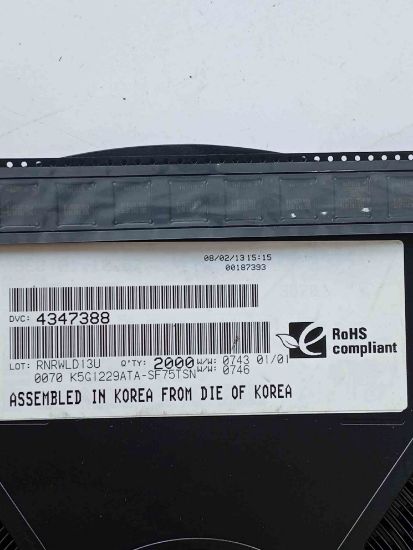 08/02/13 15:15
00187393
DVC: 4347388
RoHS
compliant
LOT: RNRWLD13U Q'TY: 2000 W/W: 0743 01/01
W/W: 0746
0070 K5G1229ATA-SF75TSN
ASSEMBLED IN KOREA FROM DIE OF KOREA